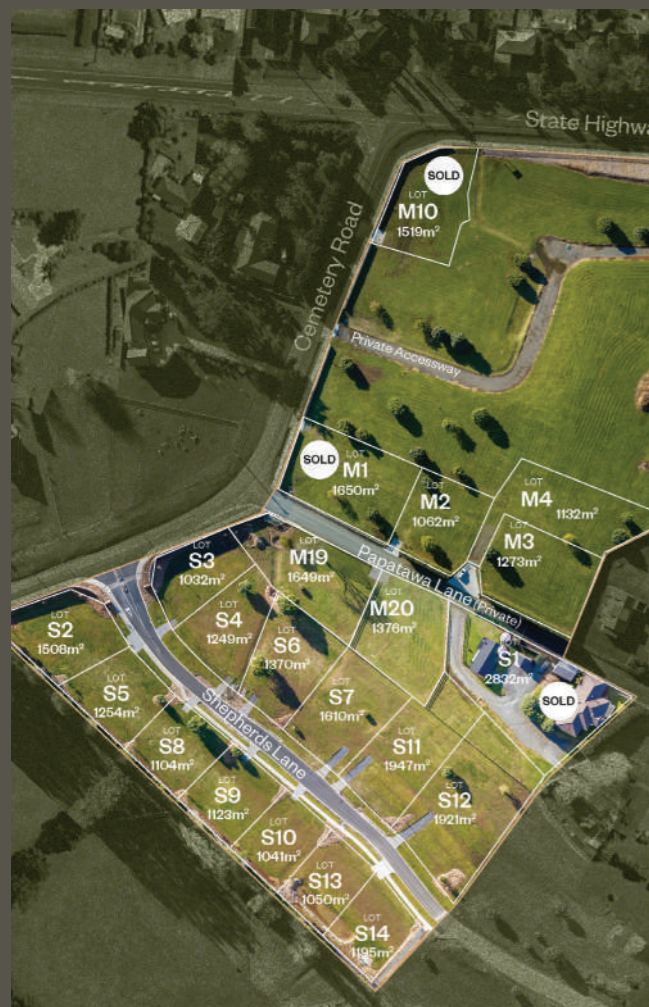 State Highwa
SOLD
LOT
M10
1519m²
Cemetery Road
Private Accessway
SOLD
LOT
M1
1650m²
LOT
M2
1062m²
LOT
M4
1132m²
LOT
M3
1273m²
LOT
S3
1032m²
LOT
M19
1649m²
Papatawa Lane (Private)
LOT
M20
1376m²
LOT
S4
1249m²
LOT
S6
1370m²
LOT
S1
2832m²
SOLD
LOT
S2
1508m²
LOT
S5
1254m²
LOT
S7
1610m²
Shepherds Lane
LOT
S8
1104m²
LOT
S11
1947m²
LOT
S9
1123m²
LOT
S12
1921m²
LOT
S10
1041m²
LOT
S13
1050m²
LOT
S14
1195m²